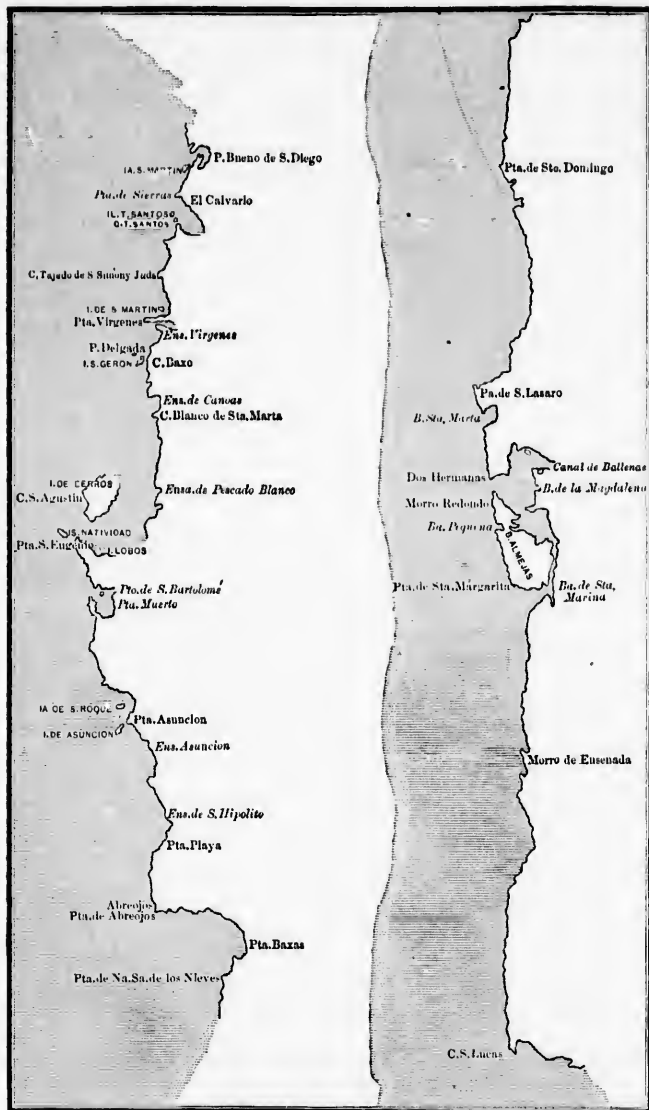 P. Bueno de S. Diego
IA. S. MARTIN
Pta. de Sierras
El Calvario
IL. T. SANTOSO
O. T. SANTOS
C. Tajado de S Simony Juda
I. DE S MARTIN
Pta. Virgenes
Ens. Virgenes
P. Delgada
I. S. GERON
C. Baxo
Ens. de Canoas
C. Blanco de Sta. Marta
I. DE CERROS
C. S. Agustin
Ensa. de Pescado Blanco
IS. NATIVIDAD
Pta. S. Eugenio
I. LOBOS
Pto. de S. Bartolomé
Pta. Muerto
IA DE S. ROQUE
Pta. Asuncion
I. DE ASUNCION
Ens. Asuncion
Ens. de S. Hipolito
Pta. Playa
Abreojos
Pta. de Abreojos
Pta. Baxas
Pta. de Na. Sa. de los Nieves
Pta. de Sto. Domingo
Pa. de S. Lasaro
B. Sta. Marta
Canal de Ballenas
Dos Hermanas
B. de la Magdalena
Morro Redondo
Ba. Pequena
B. ALMEJAS
Pta. de Sta. Margarita
Ba. de Sta.
Marina
Morro de Ensenada
C. S. Lucas